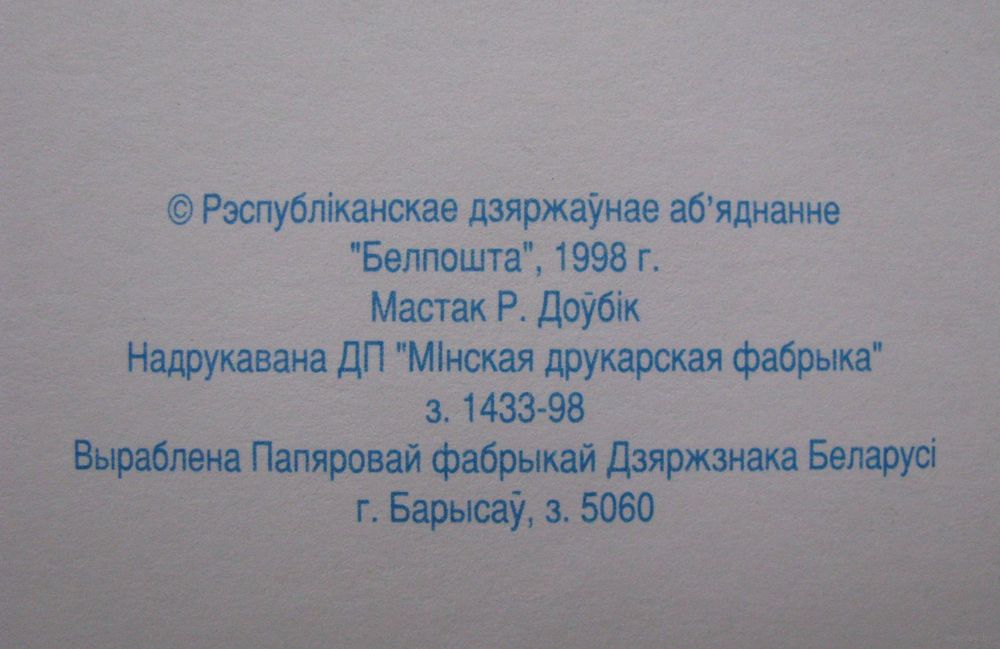 © Рэспубліканскае дзяржаўнае аб’яднанне
"Белпошта", 1998 г.
Мастак Р. Доўбік
Надрукавана ДП "МІнская друкарская фабрыка"
з. 1433-98
Выраблена Папяровай фабрыкай Дзяржзнака Беларусі
г. Барысаў, з. 5060